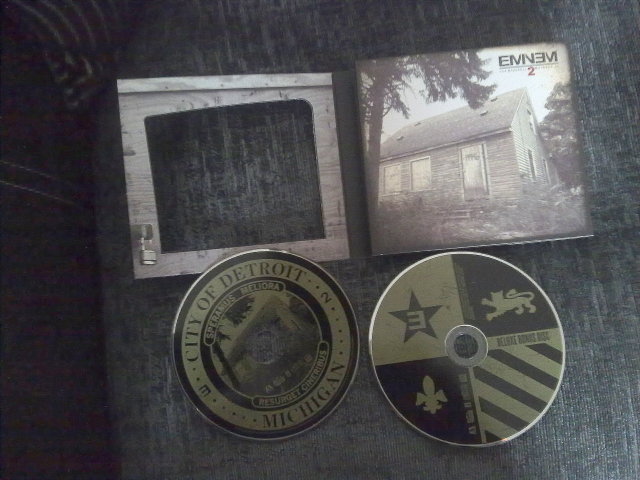 EMINEM
2
CITY OF DETROIT
SPERAMUS MELIORA
RESURGET CINERIBUS
MICHIGAN
E
DELUXE BONUS DISC